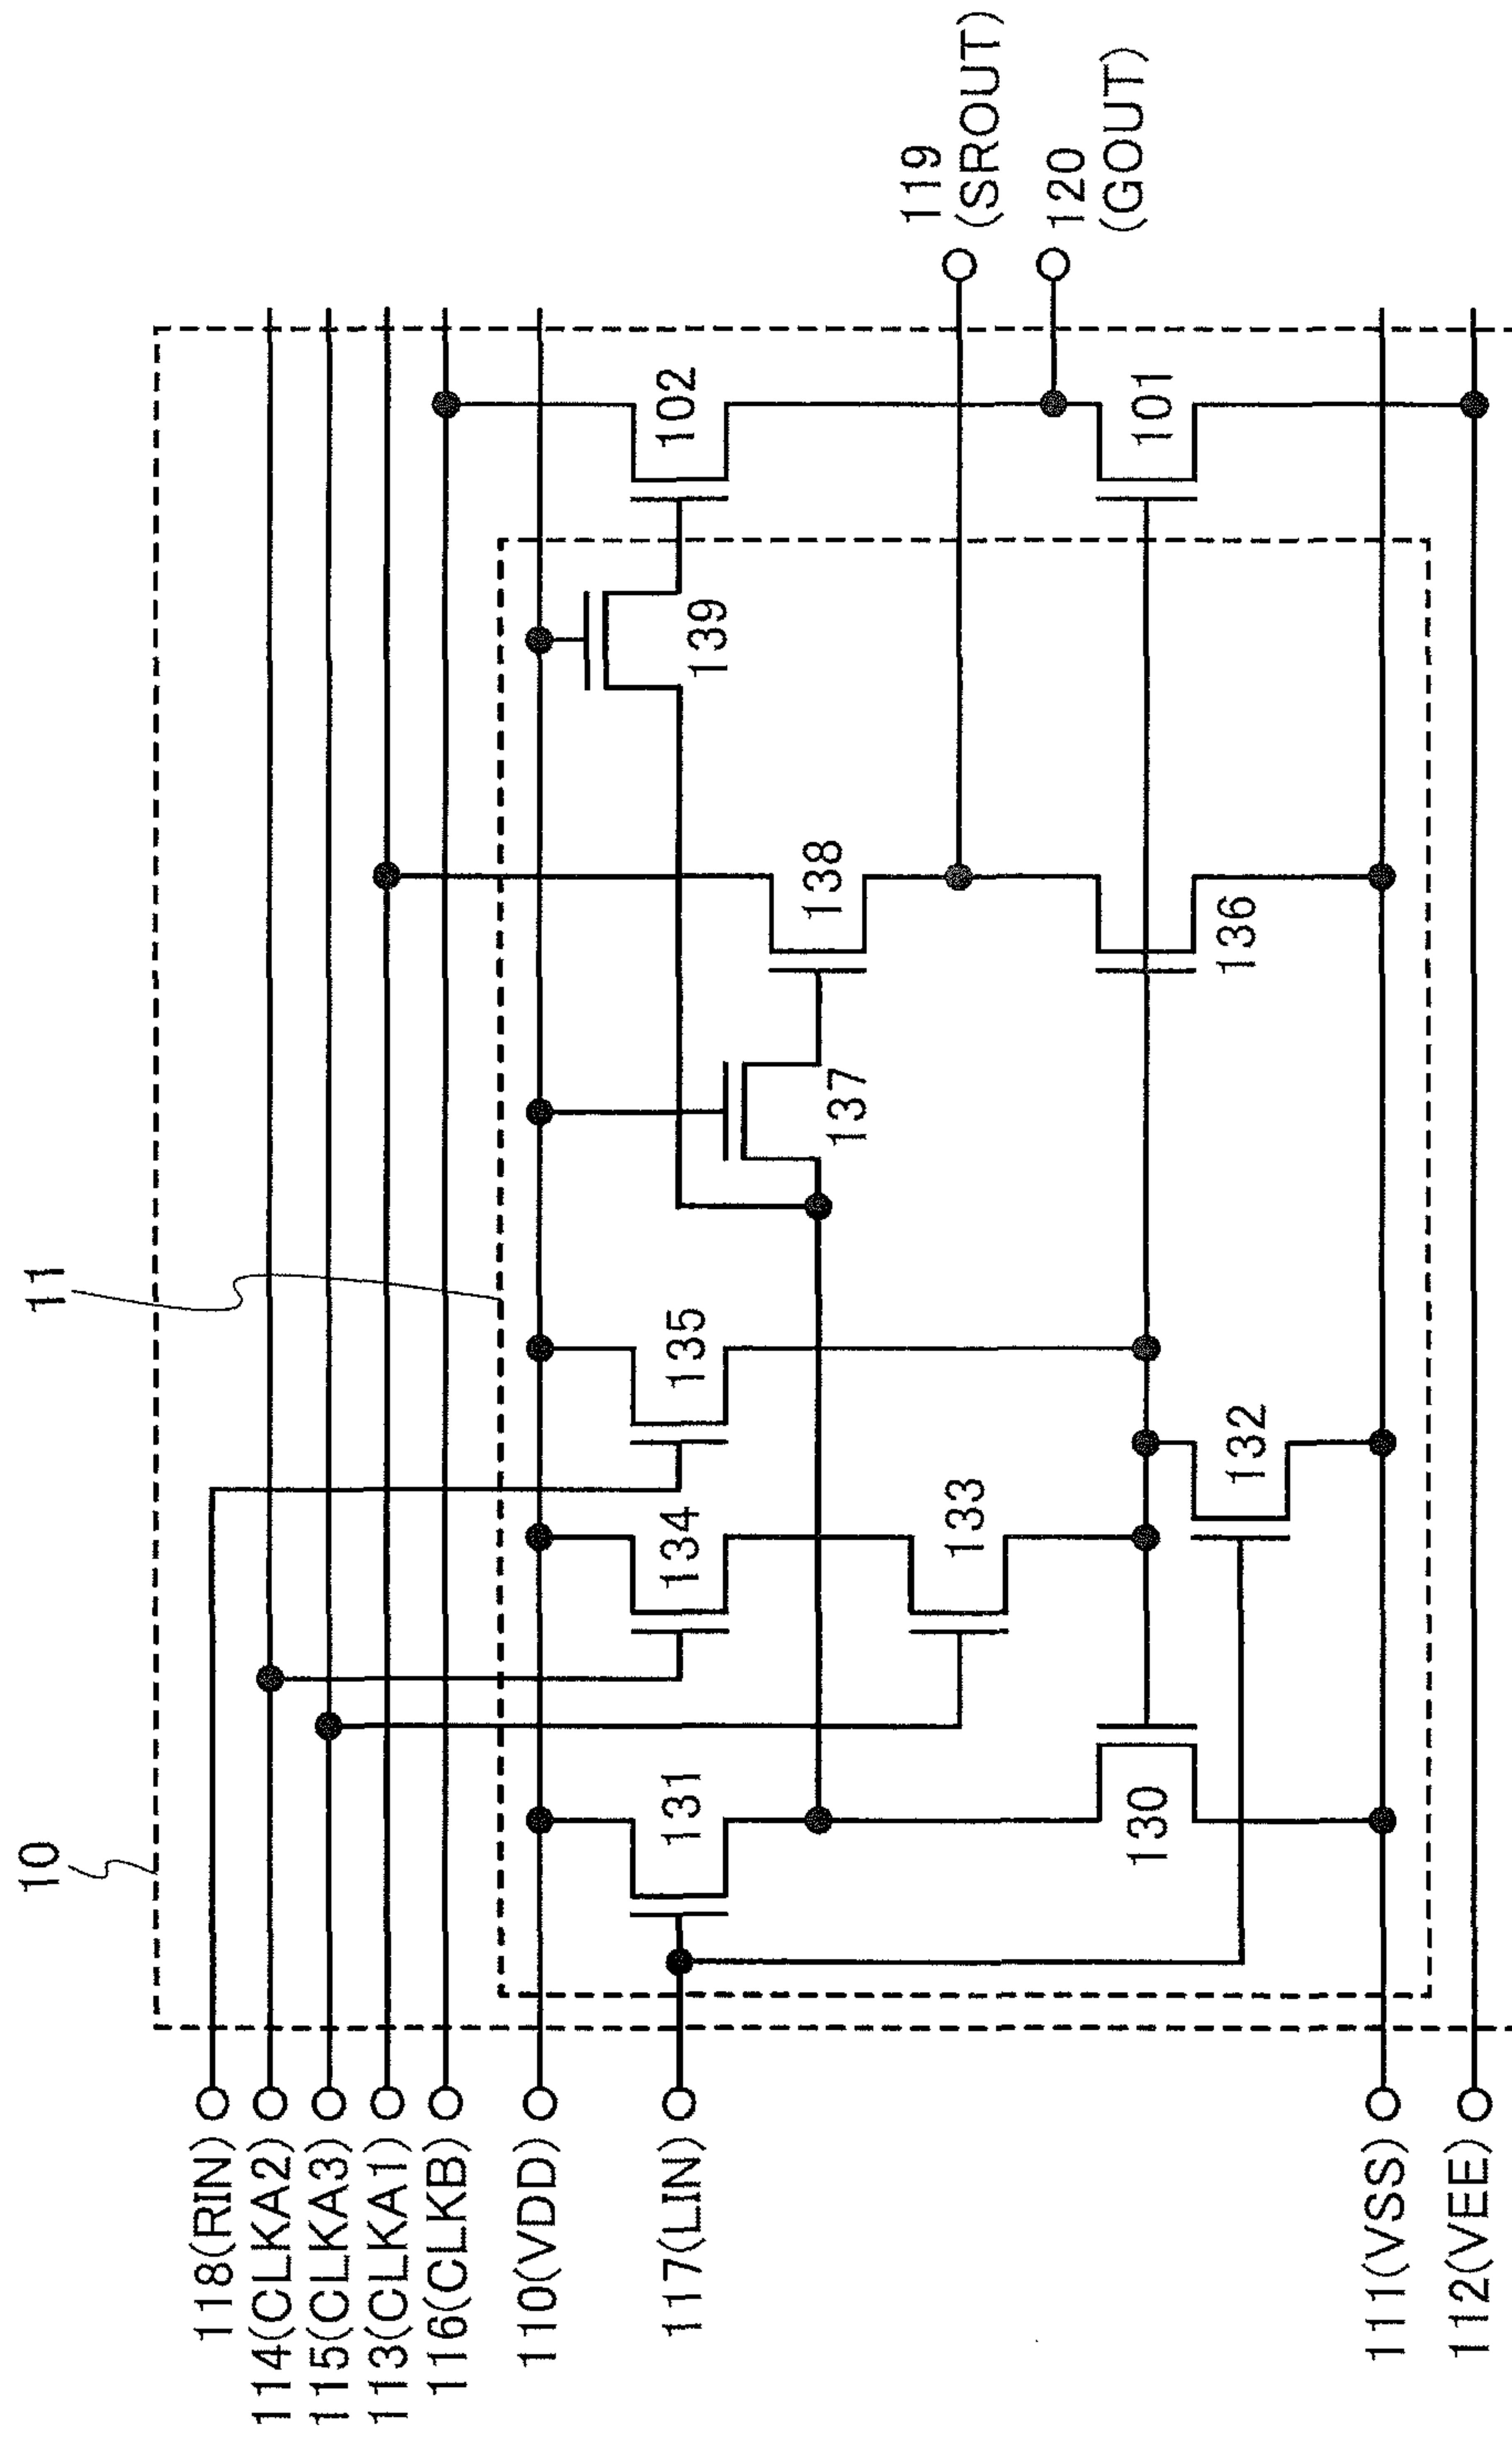 10
11
118(RIN)
114(CLKA2)
115(CLKA3)
113(CLKA1)
116(CLKB)
110(VDD)
117(LIN)
111(VSS)
112(VEE)
131
134
135
139
102
133
137
138
119
(SROUT)
120
(GOUT)
130
132
136
101